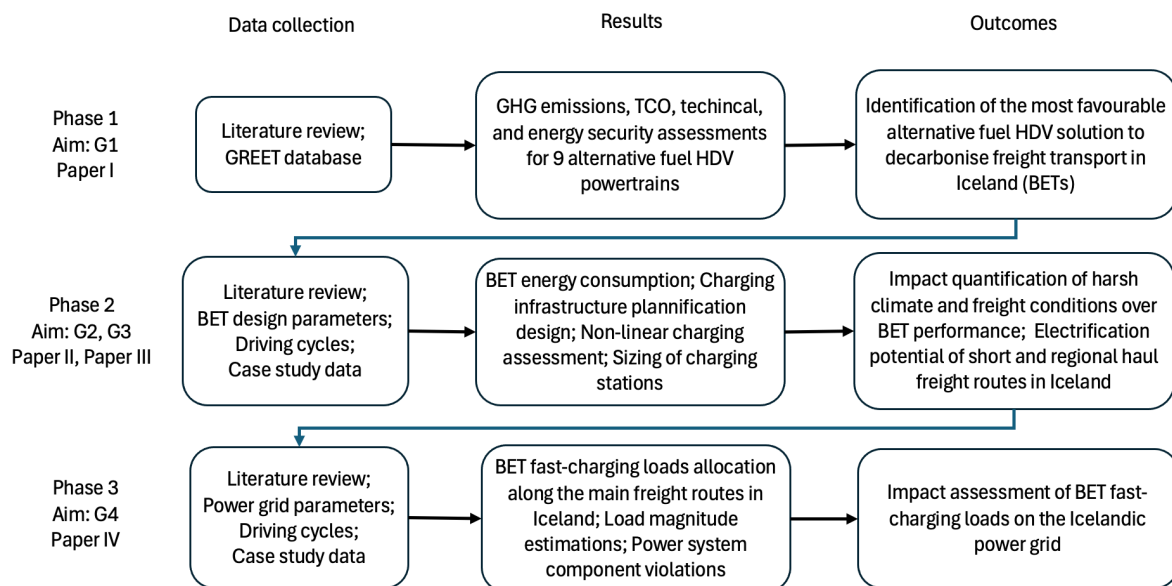 Data collection
Results
Outcomes
Phase 1
Aim: G1
Paper I
Literature review;
GREET database
GHG emissions, TCO, techincal,
and energy security assessments
for 9 alternative fuel HDV
powertrains
Identification of the most favourable
alternative fuel HDV solution to
decarbonise freight transport in
Iceland (BETs)
Phase 2
Aim: G2, G3
Paper II, Paper III
Literature review;
BET design parameters;
Driving cycles;
Case study data
BET energy consumption; Charging
infrastructure plannification
design; Non-linear charging
assessment; Sizing of charging
stations
Impact quantification of harsh
climate and freight conditions over
BET performance; Electrification
potential of short and regional haul
freight routes in Iceland
Phase 3
Aim: G4
Paper IV
Literature review;
Power grid parameters;
Driving cycles;
Case study data
BET fast-charging loads allocation
along the main freight routes in
Iceland; Load magnitude
estimations; Power system
component violations
Impact assessment of BET fast-
charging loads on the Icelandic
power grid